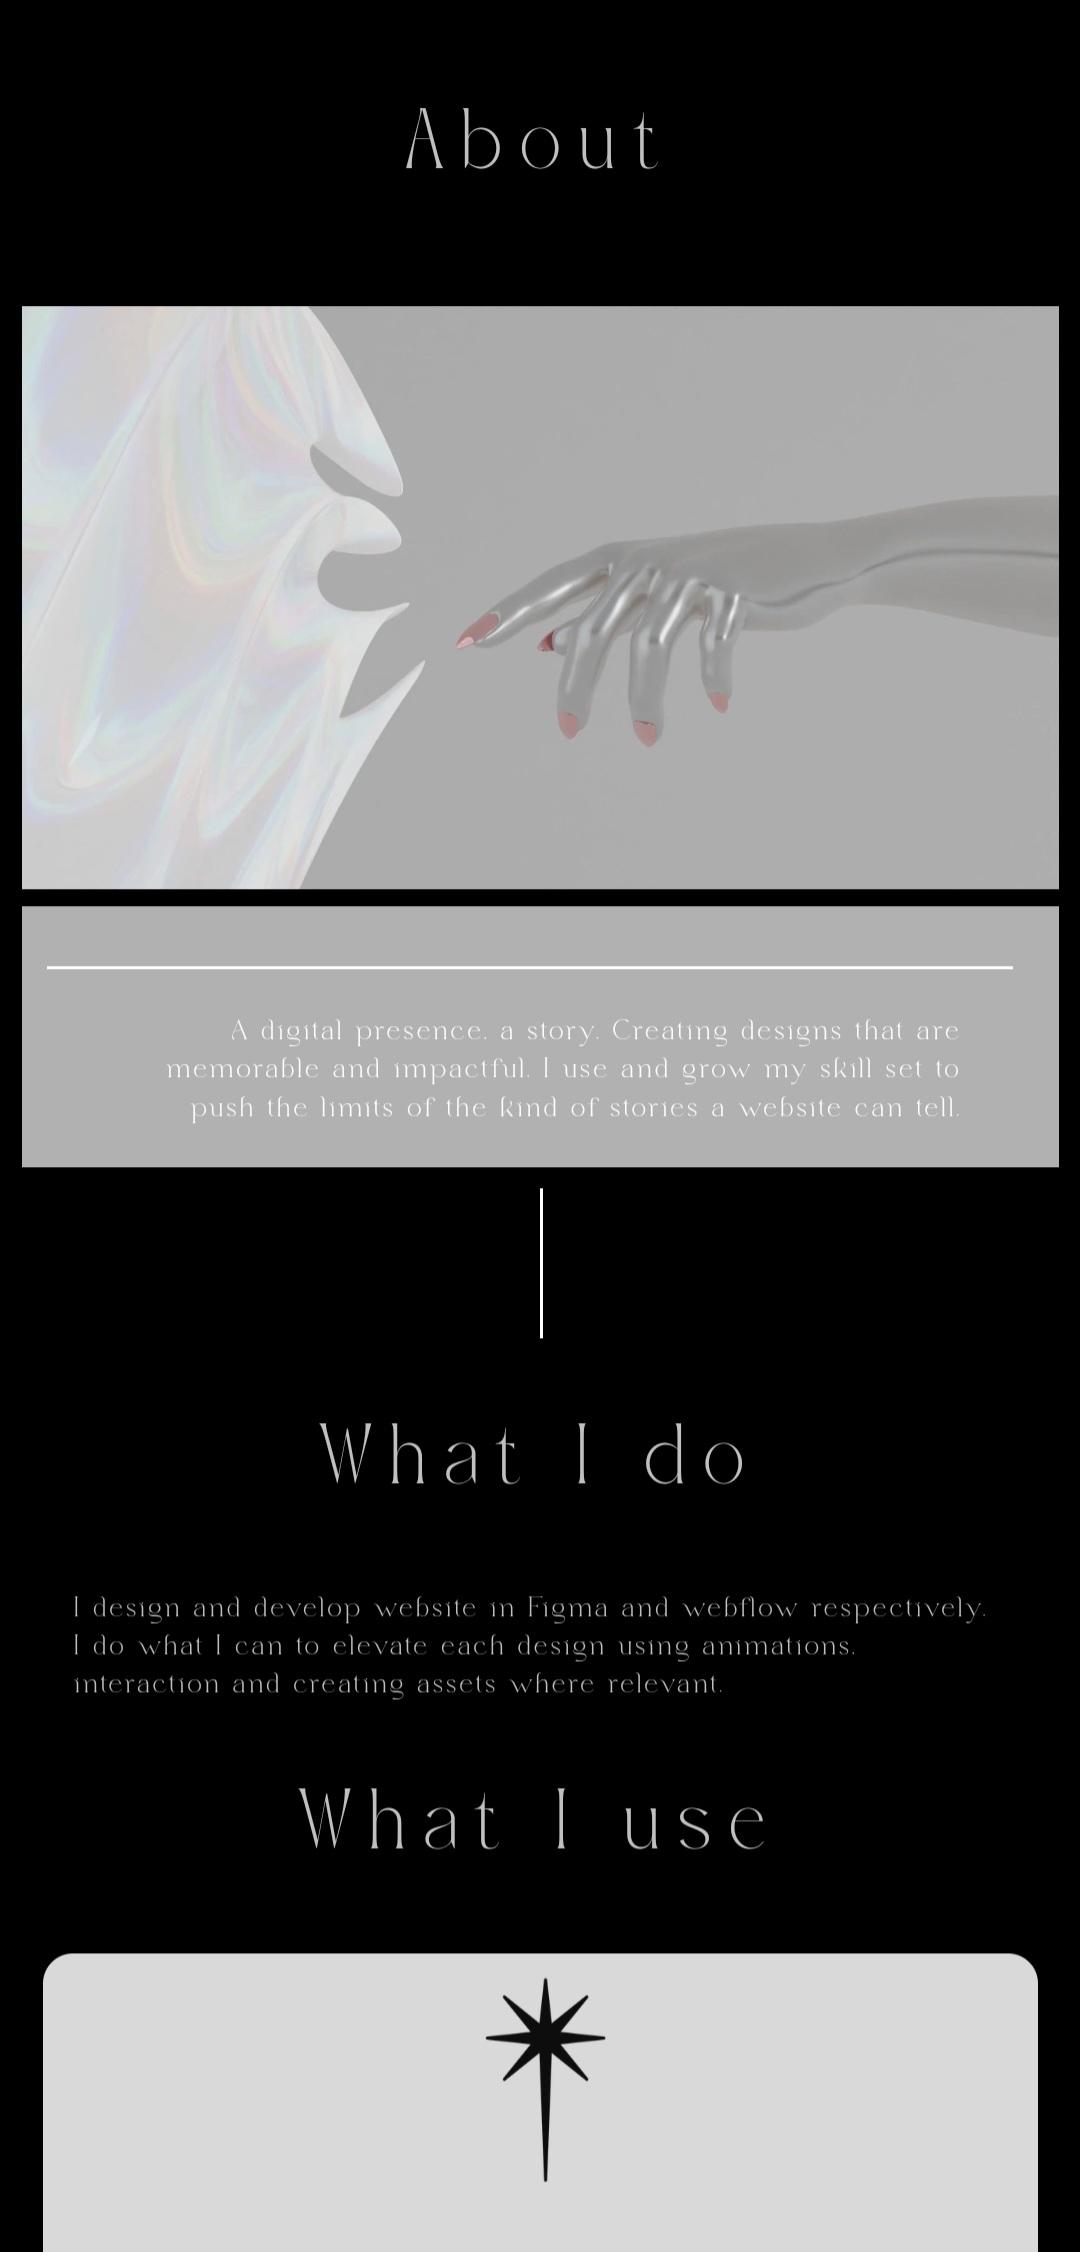 About
A digital presence. a story. Creating designs that are
memorable and impactful. I use and grow my skill set to
push the limits of the kind of stories a website can tell.
What I do
I design and develop website in Figma and webflow respectively.
I do what I can to elevate each design using animations.
interaction and creating assets where relevant.
What I use